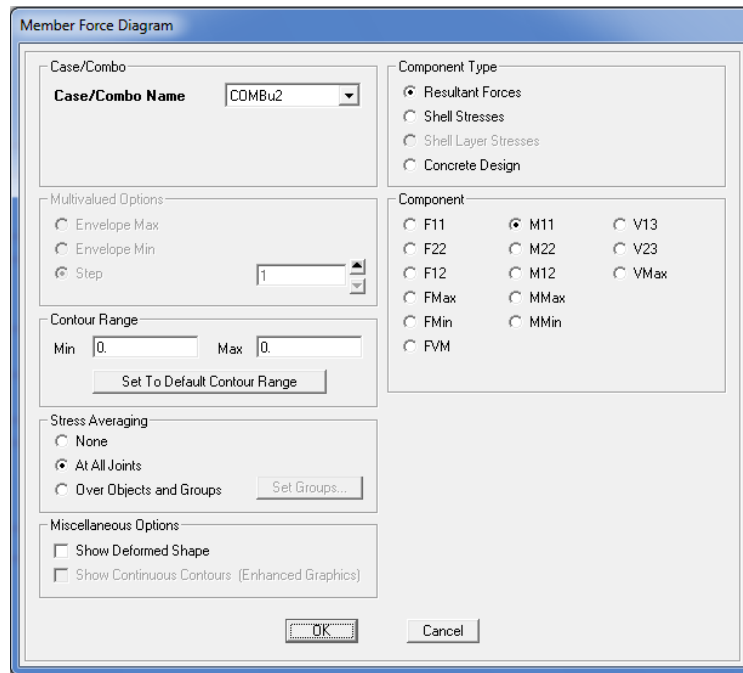 Member Force Diagram
Case/Combo
Case/Combo Name COMBu2
Multivalued Options
Envelope Max
Envelope Min
Step 1
Contour Range
Min 0. Max 0.
Set To Default Contour Range
Stress Averaging
None
At All Joints
Over Objects and Groups Set Groups...
Miscellaneous Options
Show Deformed Shape
Show Continuous Contours (Enhanced Graphics)
Component Type
Resultant Forces
Shell Stresses
Shell Layer Stresses
Concrete Design
Component
F11 M11 V13
F22 M22 V23
F12 M12 VMax
FMax MMax
FMin MMin
FVM
OK Cancel